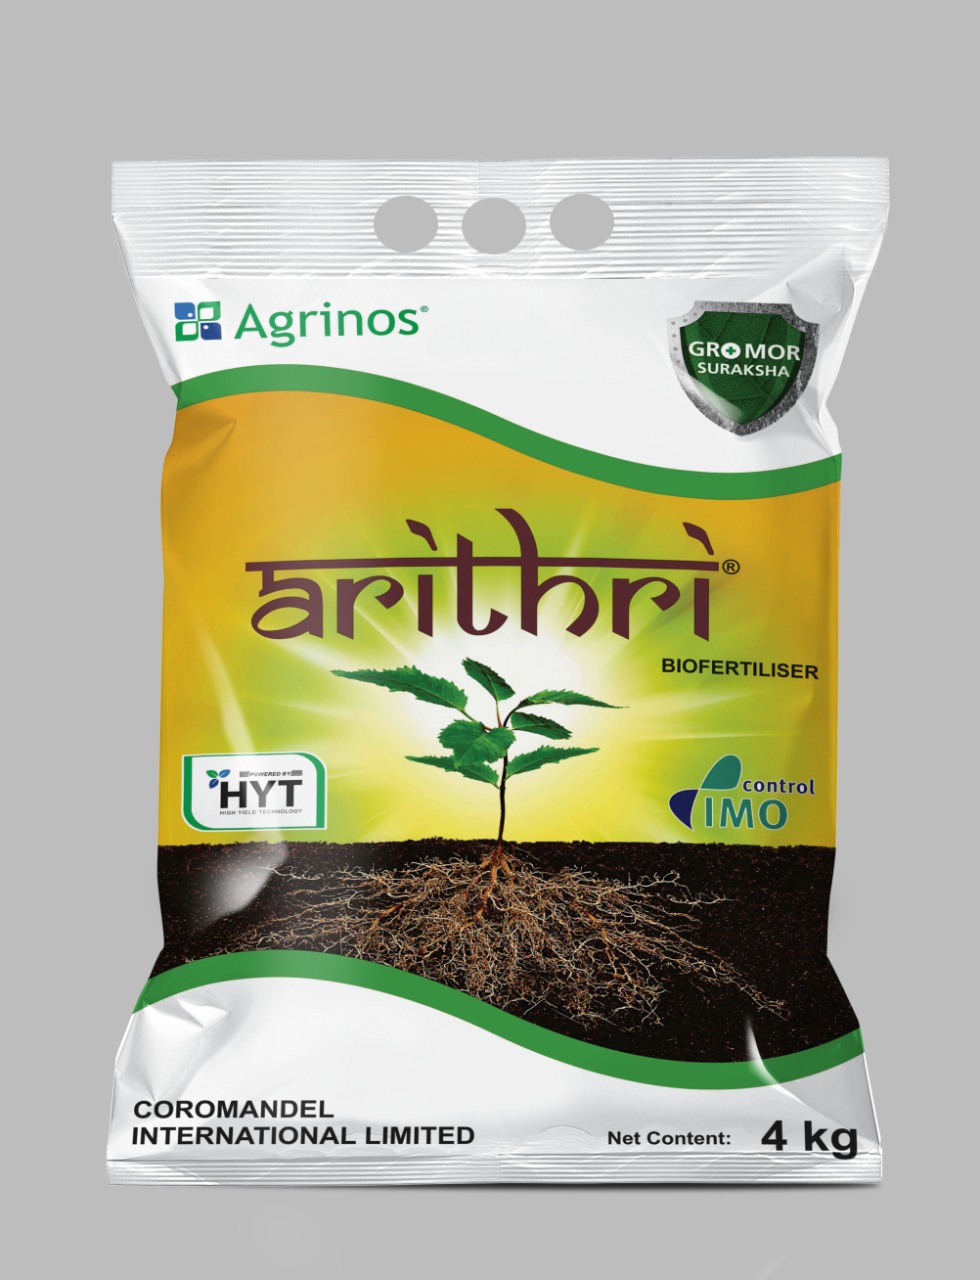 Agrinos®
GROMOR
SURAKSHA
arithri®
BIOFERTILISER
POWERED BY
HYT
HIGH YIELD TECHNOLOGY
control
IMO
COROMANDEL
INTERNATIONAL LIMITED
Net Content: 4 kg